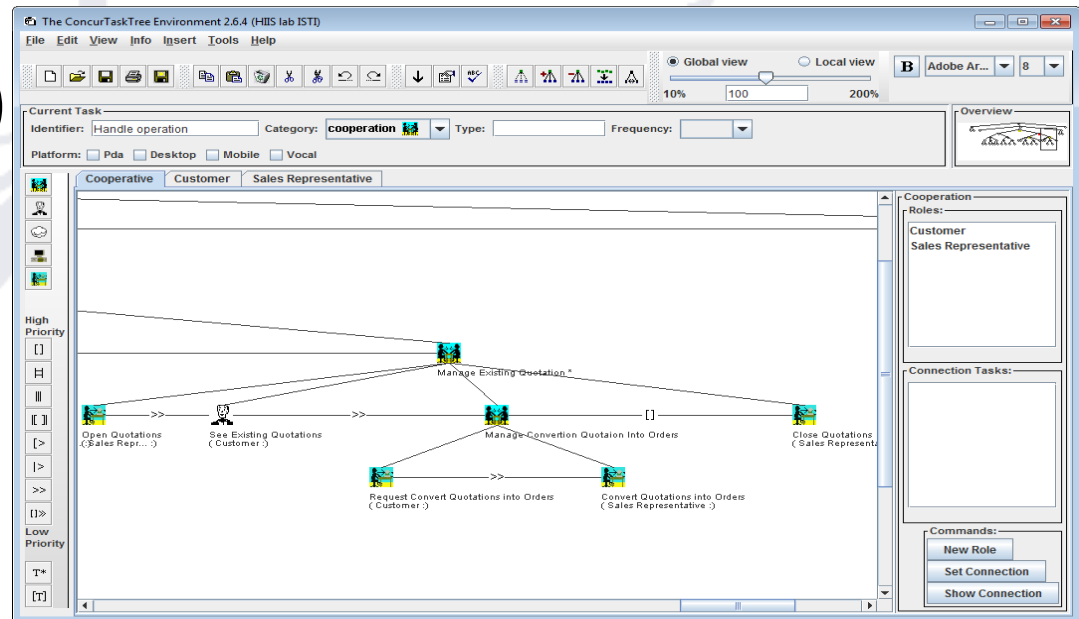 The ConcurTaskTree Environment 2.6.4 (HIIS lab ISTI)
File Edit View Info Insert Tools Help
Global view Local view
10% 100 200%
B Adobe Ar... 8
Current Task
Identifier: Handle operation Category: cooperation Type: Frequency:
Platform: Pda Desktop Mobile Vocal
Overview
Cooperative Customer Sales Representative
High
Priority
[]
|||
|[ ]|
[>
|>
>>
[]»
Low
Priority
T*
[T]
Manage Existing Quotation *
>> >> []
Open Quotations See Existing Quotations Manage Convertion Quotaion Into Orders Close Quotations
( Sales Repr... :) ( Customer :) ( Sales Representa
>>
Request Convert Quotations into Orders Convert Quotations into Orders
( Customer :) ( Sales Representative :)
Cooperation
Roles:
Customer
Sales Representative
Connection Tasks:
Commands:
New Role
Set Connection
Show Connection